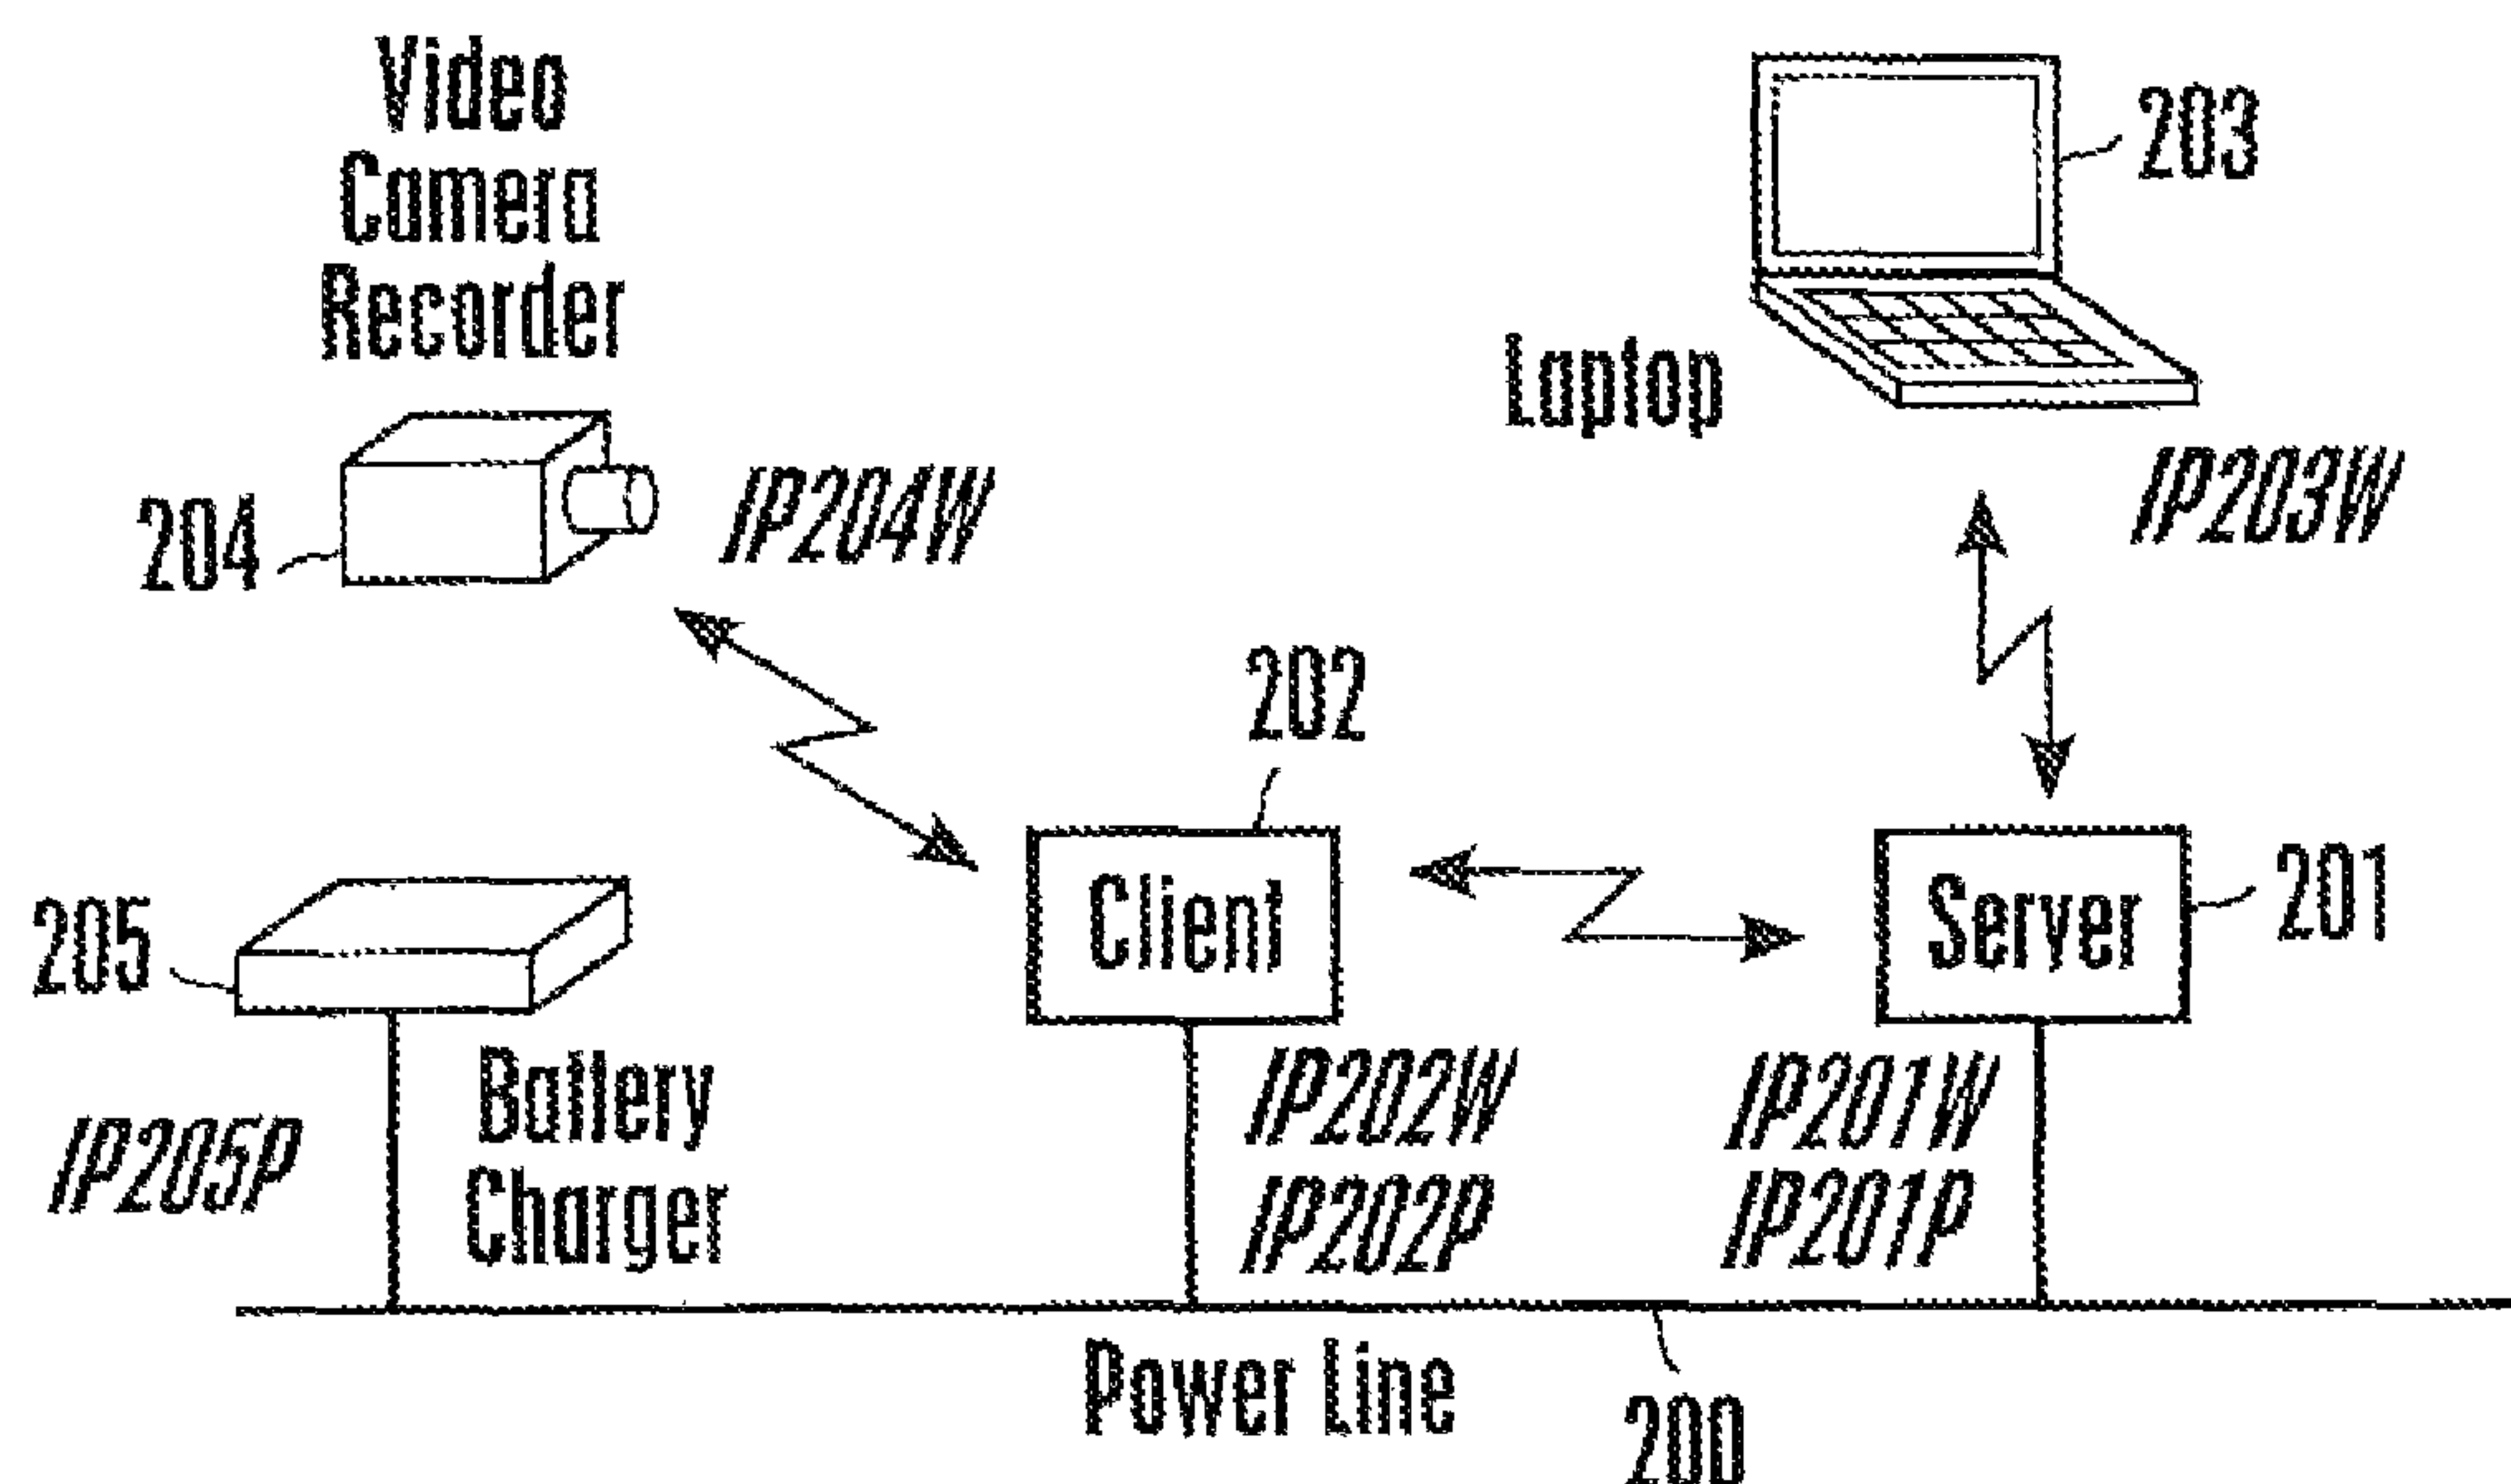 Video
Camera
Recorder
203
Laptop
204
IP204W
IP203W
202
205
Client
Server
201
Battery
Charger
IP205P
IP202W
IP202P
IP201W
IP201P
Power Line
200